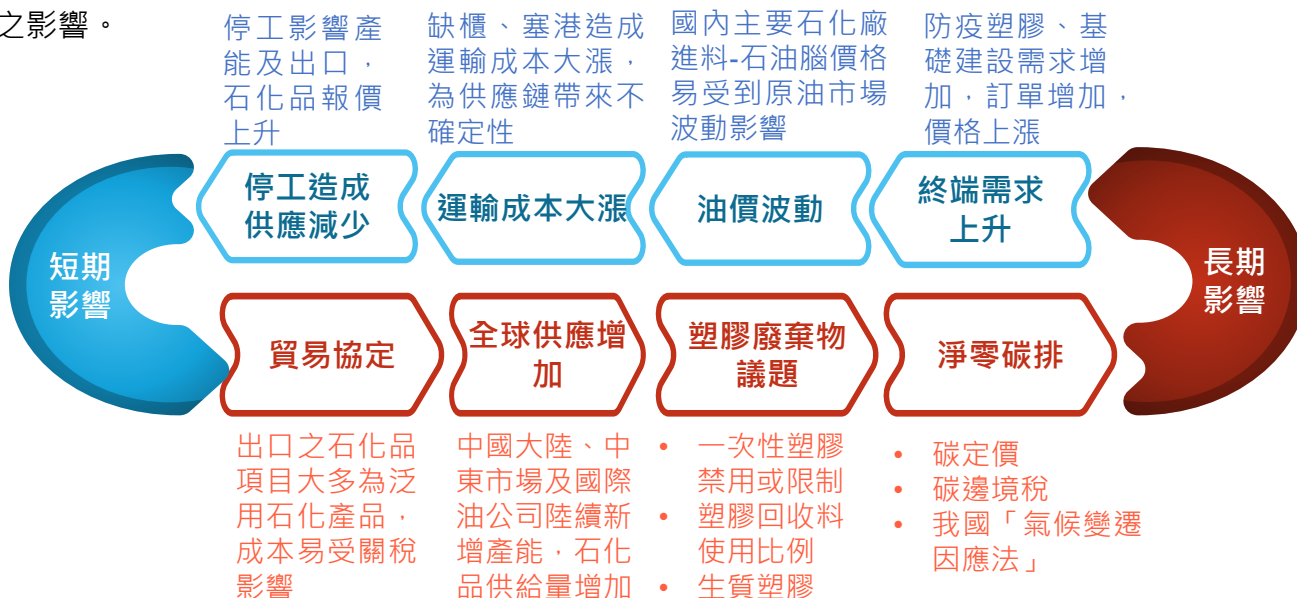 之影響。
停工影響產
能及出口，
石化品報價
上升
缺櫃、塞港造成
運輸成本大漲，
為供應鏈帶來不
確定性
國內主要石化廠
進料-石油腦價格
易受到原油市場
波動影響
防疫塑膠、基
礎建設需求增
加，訂單增加，
價格上漲
短期
影響
停工造成
供應減少
運輸成本大漲
油價波動
終端需求
上升
長期
影響
貿易協定
全球供應增
加
塑膠廢棄物
議題
淨零碳排
出口之石化品
項目大多為泛
用石化產品，
成本易受關稅
影響
中國大陸、中
東市場及國際
油公司陸續新
增產能，石化
品供給量增加
• 一次性塑膠
禁用或限制
• 塑膠回收料
使用比例
• 生質塑膠
• 碳定價
• 碳邊境稅
• 我國「氣候變遷
因應法」